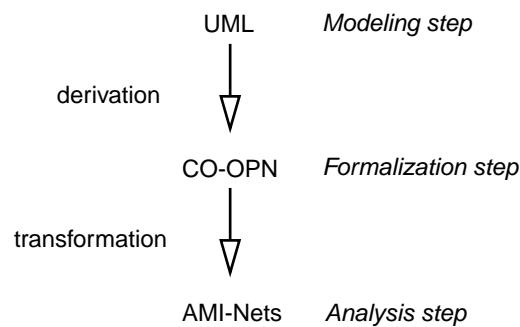 UML Modeling step
derivation
CO-OPN Formalization step
transformation
AMI-Nets Analysis step